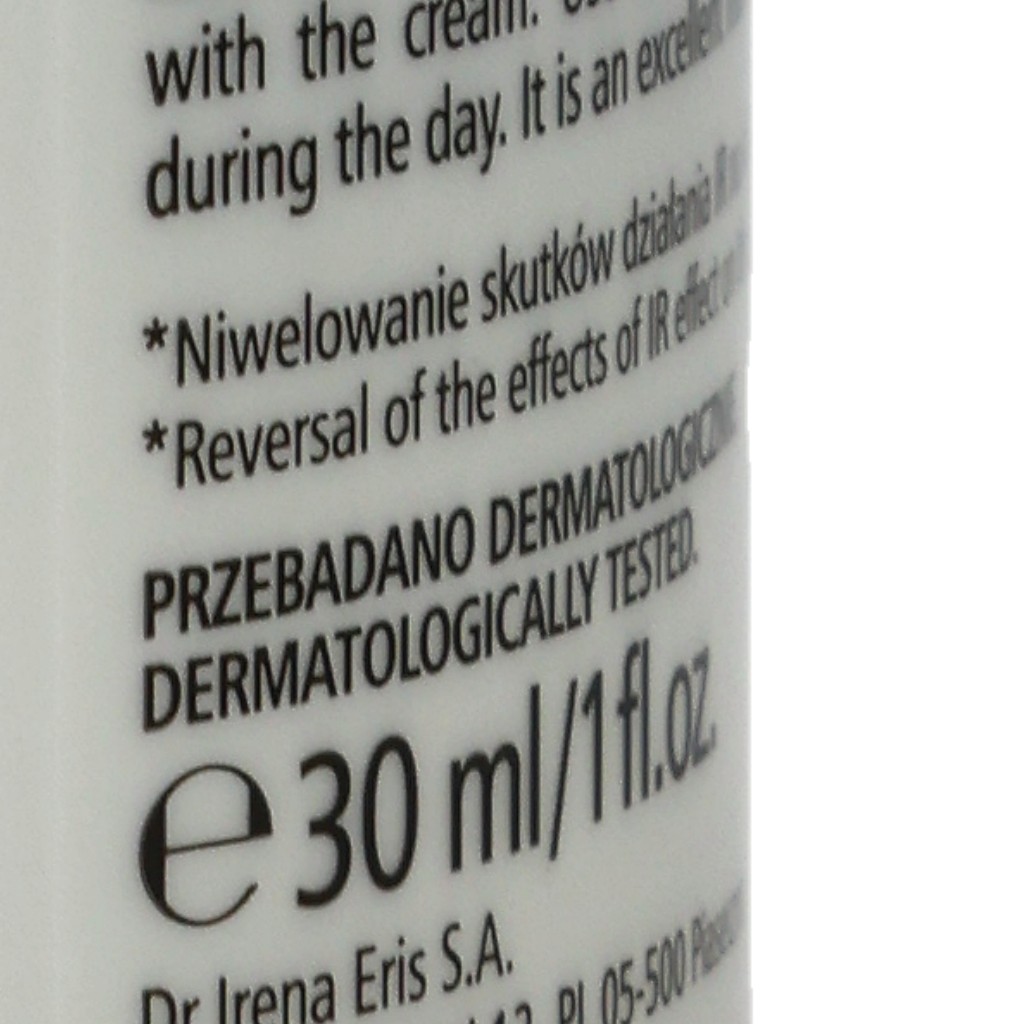 with the cream.
during the day. It is an excellent
*Niwelowanie skutków działania IR
*Reversal of the effects of IR effect
PRZEBADANO DERMATOLOGICZNIE.
DERMATOLOGICALLY TESTED.
℮ 30 ml/1 fl.oz.
Dr Irena Eris S.A.
12, PL 05-500